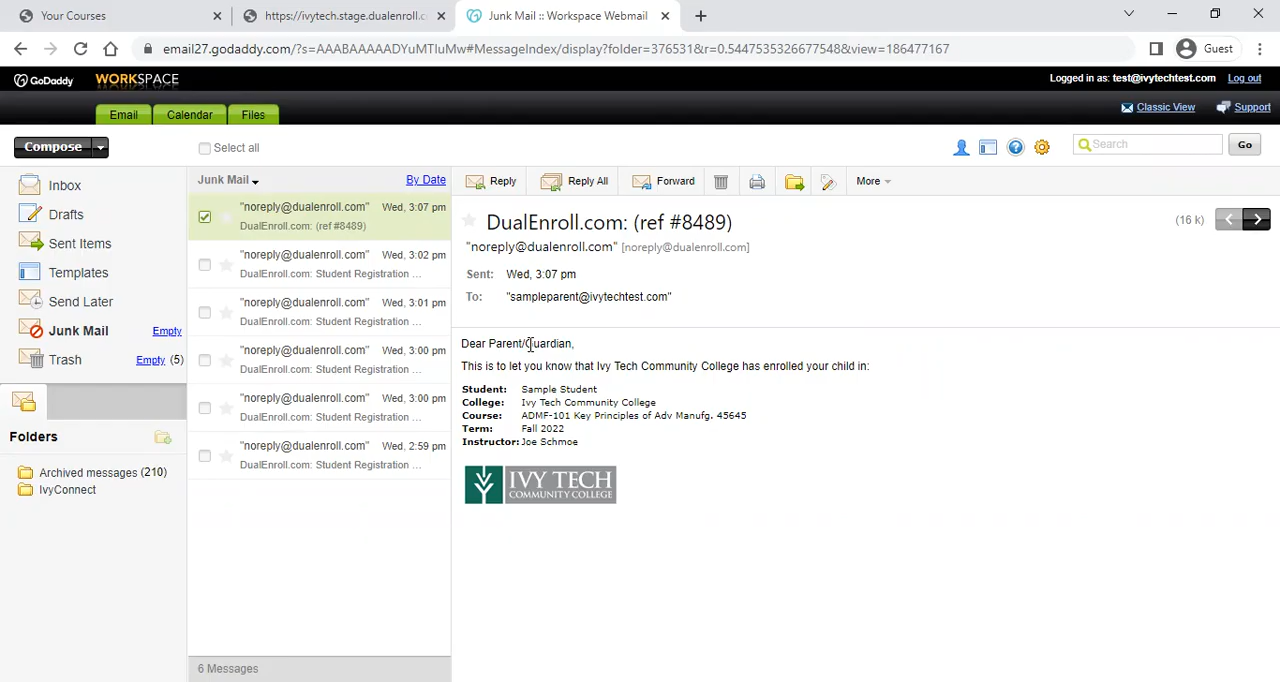 Your Courses
https://ivytech.stage.dualenroll.c
Junk Mail :: Workspace Webmail
email27.godaddy.com/?s=AAABAAAADYuMTIuMw#MessageIndex/display?folder=376531&r=0.5447535326677548&view=186477167
Guest
GoDaddy WORKSPACE
Logged in as: test@ivytechtest.com Log out
Email Calendar Files
Classic View Support
Compose
Select all
Search
Go
Inbox
Drafts
Sent Items
Templates
Send Later
Junk Mail Empty
Trash Empty (5)
Folders
Archived messages (210)
IvyConnect
Junk Mail By Date
"noreply@dualenroll.com" Wed, 3:07 pm
DualEnroll.com: (ref #8489)
"noreply@dualenroll.com" Wed, 3:02 pm
DualEnroll.com: Student Registration ...
"noreply@dualenroll.com" Wed, 3:01 pm
DualEnroll.com: Student Registration ...
"noreply@dualenroll.com" Wed, 3:00 pm
DualEnroll.com: Student Registration ...
"noreply@dualenroll.com" Wed, 3:00 pm
DualEnroll.com: Student Registration ...
"noreply@dualenroll.com" Wed, 2:59 pm
DualEnroll.com: Student Registration ...
6 Messages
Reply Reply All Forward More
DualEnroll.com: (ref #8489)
(16 k)
"noreply@dualenroll.com" [noreply@dualenroll.com]
Sent: Wed, 3:07 pm
To: "sampleparent@ivytechtest.com"
Dear Parent/Guardian,
This is to let you know that Ivy Tech Community College has enrolled your child in:
Student: Sample Student
College: Ivy Tech Community College
Course: ADMF-101 Key Principles of Adv Manufg. 45645
Term: Fall 2022
Instructor: Joe Schmoe
IVY TECH
COMMUNITY COLLEGE